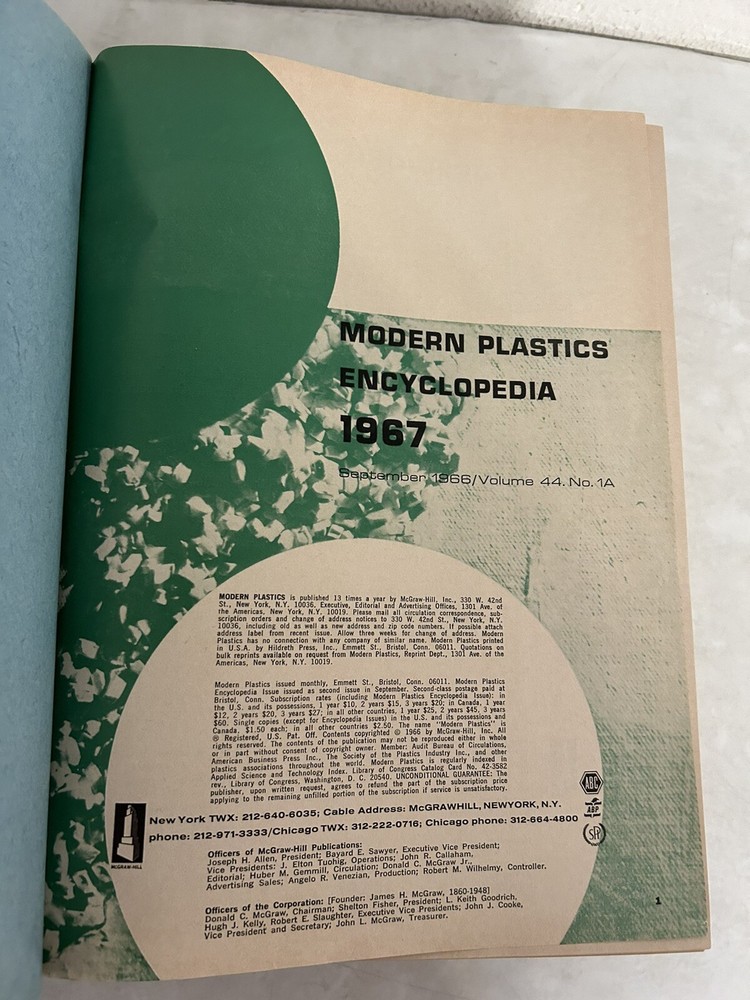 MODERN PLASTICS
ENCYCLOPEDIA
1967
September 1966/Volume 44. No. 1A
MODERN PLASTICS is published 13 times a year by McGraw-Hill, Inc., 330 W. 42nd
St., New York, N.Y. 10036. Executive, Editorial and Advertising Offices, 1301 Ave. of
the Americas, New York, N.Y. 10019. Please mail all circulation correspondence, sub-
scription orders and change of address notices to 330 W. 42nd St., New York, N.Y.
10036, including old as well as new address and zip code numbers. If possible attach
address label from recent issue. Allow three weeks for change of address. Modern
Plastics has no connection with any company of similar name. Modern Plastics printed
in U.S.A. by Hildreth Press, Inc., Emmett St., Bristol, Conn. 06011. Quotations on
bulk reprints available on request from Modern Plastics, Reprint Dept., 1301 Ave. of the
Americas, New York, N.Y. 10019.
Modern Plastics issued monthly, Emmett St., Bristol, Conn. 06011. Modern Plastics
Encyclopedia Issue issued as second issue in September. Second-class postage paid at
Bristol, Conn. Subscription rates (including Modern Plastics Encyclopedia Issue): in
the U.S. and its possessions, 1 year $10, 2 years $15, 3 years $20; in Canada, 1 year
$12, 2 years $20, 3 years $27; in all other countries, 1 year $25, 2 years $45, 3 years
$60. Single copies (except for Encyclopedia Issues) in the U.S. and its possessions and
Canada, $1.50 each; in all other countries $2.50. The name "Modern Plastics" is
® Registered, U.S. Pat. Off. Contents copyrighted © 1966 by McGraw-Hill, Inc. All
rights reserved. The contents of the publication may not be reproduced either in whole
or in part without consent of copyright owner. Member: Audit Bureau of Circulations,
American Business Press Inc., The Society of the Plastics Industry Inc., and other
plastics associations throughout the world. Modern Plastics is regularly indexed in
Applied Science and Technology Index. Library of Congress Catalog Card No. 42-3582
rev., Library of Congress, Washington, D. C. 20540. UNCONDITIONAL GUARANTEE: The
publisher, upon written request, agrees to refund the part of the subscription price
applying to the remaining unfilled portion of the subscription if service is unsatisfactory.
ABC
ABP
SPI
McGRAW-HILL
New York TWX: 212-640-6035; Cable Address: McGRAWHILL, NEWYORK, N.Y.
phone: 212-971-3333/Chicago TWX: 312-222-0716; Chicago phone: 312-664-4800
Officers of McGraw-Hill Publications:
Joseph H. Allen, President; Bayard E. Sawyer, Executive Vice President;
Vice Presidents: J. Elton Tuohig, Operations; John R. Callaham,
Editorial; Huber M. Gemmill, Circulation; Donald C. McGraw Jr.,
Advertising Sales; Angelo R. Venezian, Production; Robert M. Wilhelmy, Controller.
Officers of the Corporation: [Founder: James H. McGraw, 1860-1948]
Donald C. McGraw, Chairman; Shelton Fisher, President; L. Keith Goodrich,
Hugh J. Kelly, Robert E. Slaughter, Executive Vice Presidents; John J. Cooke,
Vice President and Secretary; John L. McGraw, Treasurer.
1